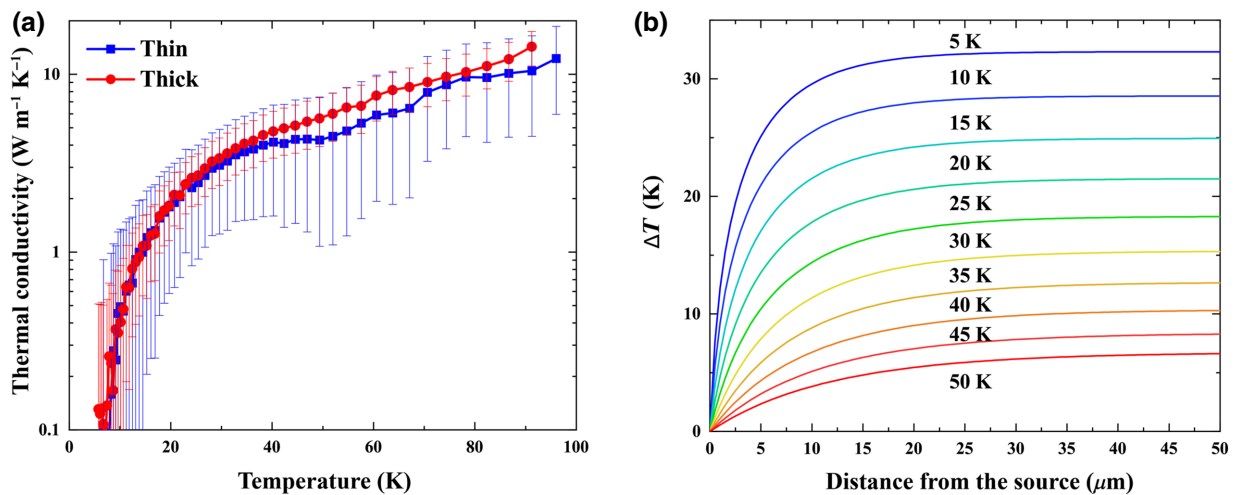 (a)
Thin
Thick
Thermal conductivity (W m⁻¹ K⁻¹)
10
1
0.1
0
20
40
60
80
100
Temperature (K)
(b)
ΔT (K)
30
20
10
0
5 K
10 K
15 K
20 K
25 K
30 K
35 K
40 K
45 K
50 K
0
5
10
15
20
25
30
35
40
45
50
Distance from the source (μm)